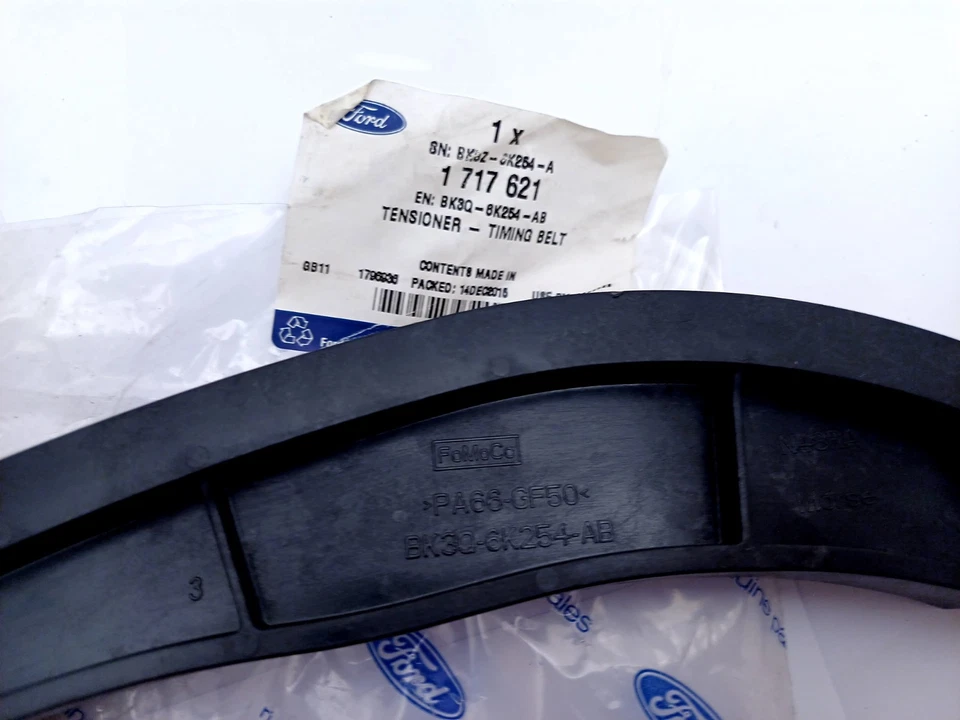 Ford
1 x
SN: BK3Z-6K254-A
1 717 621
EN: BK3Q-6K254-AB
TENSIONER - TIMING BELT
CONTENTS MADE IN
GB11 1796936 PACKED: 14DEC2015
FoMoCo
>PA66-GF50<
BK3Q-6K254-AB
3
Ford
Ford